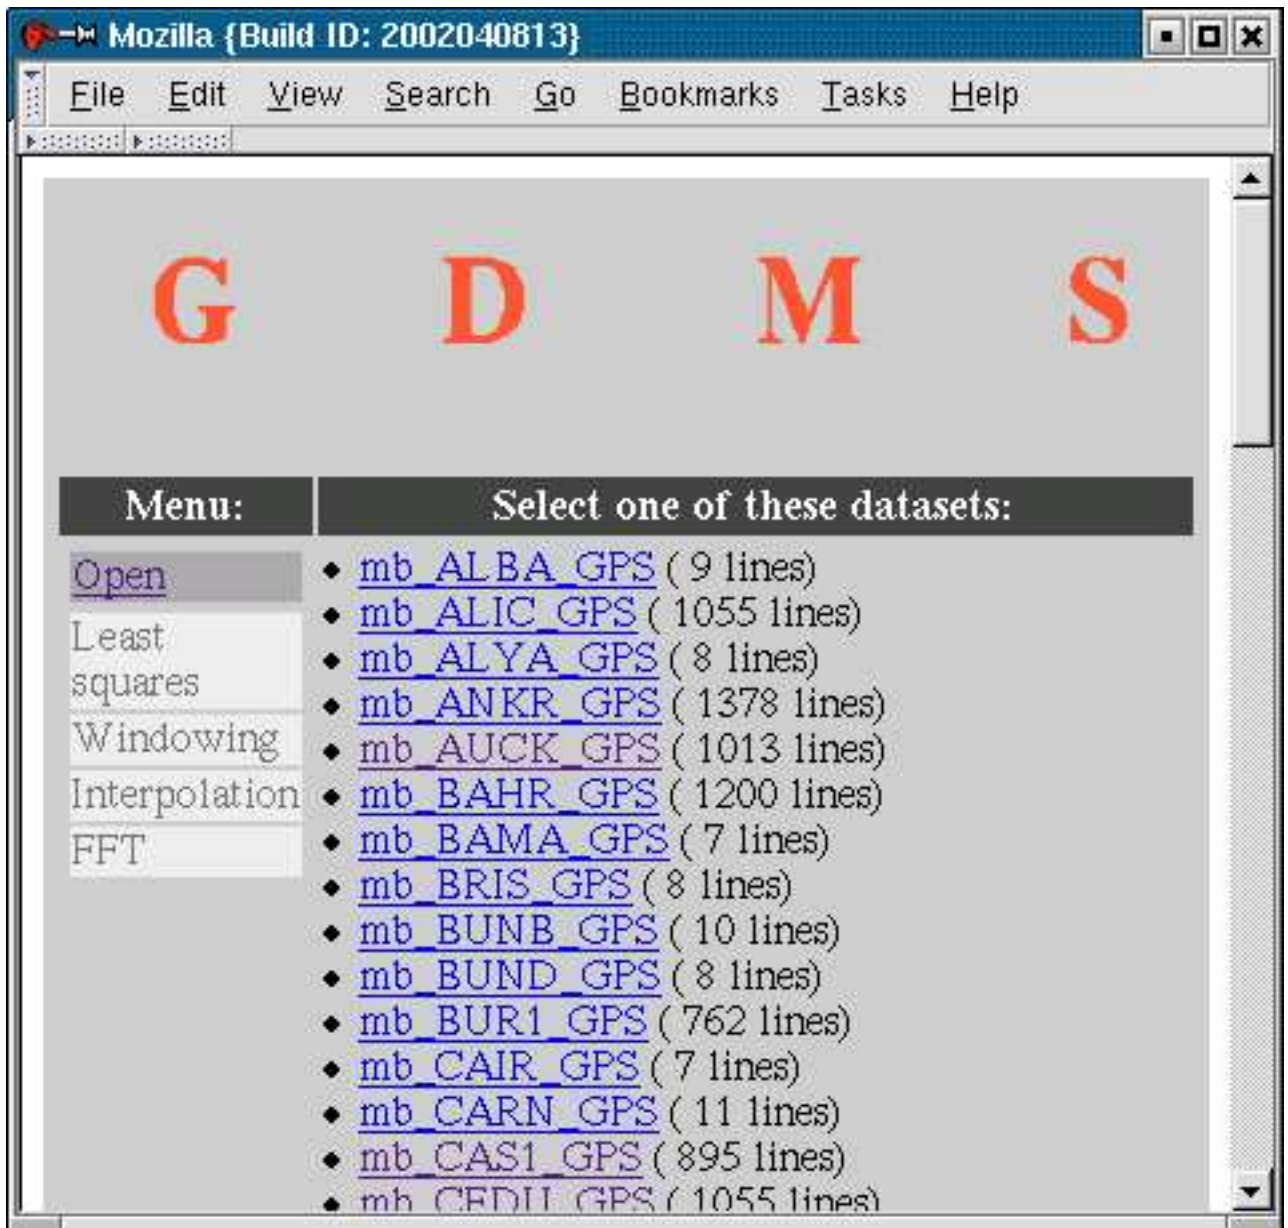 Mozilla {Build ID: 2002040813}
File Edit View Search Go Bookmarks Tasks Help
G D M S
Menu:
Select one of these datasets:
Open
Least
squares
Windowing
Interpolation
FFT
mb_ALBA_GPS ( 9 lines)
mb_ALIC_GPS ( 1055 lines)
mb_ALYA_GPS ( 8 lines)
mb_ANKR_GPS ( 1378 lines)
mb_AUCK_GPS ( 1013 lines)
mb_BAHR_GPS ( 1200 lines)
mb_BAMA_GPS ( 7 lines)
mb_BRIS_GPS ( 8 lines)
mb_BUNB_GPS ( 10 lines)
mb_BUND_GPS ( 8 lines)
mb_BUR1_GPS ( 762 lines)
mb_CAIR_GPS ( 7 lines)
mb_CARN_GPS ( 11 lines)
mb_CAS1_GPS ( 895 lines)
mb_CEDU_GPS ( 1055 lines)